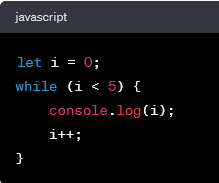 javascript
let i = 0;
while (i < 5) {
    console.log(i);
    i++;
}